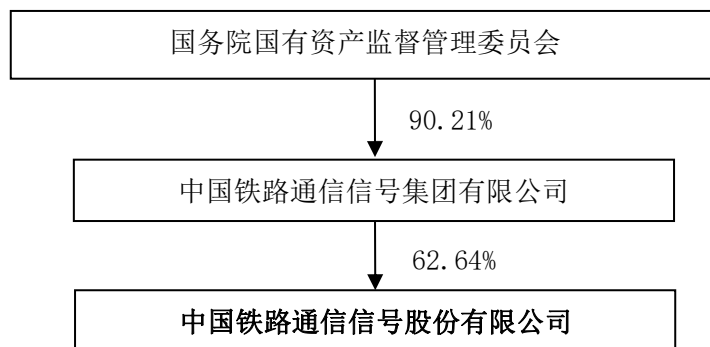 国务院国有资产监督管理委员会
90.21%
中国铁路通信信号集团有限公司
62.64%
中国铁路通信信号股份有限公司